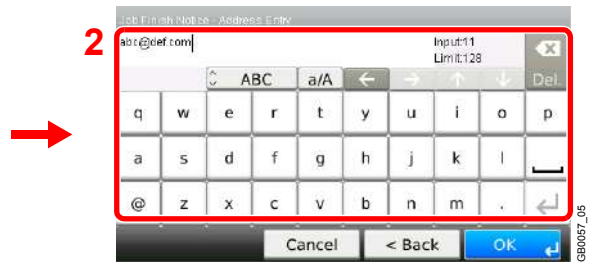 Job Finish Notice - Address Entry
2
abc@def.com
Input:11
Limit:128
ABC a/A ← → ↑ ↓ Del.
q w e r t y u i o p
a s d f g h j k l
@ z x c v b n m .
Cancel < Back OK
GB0057_05